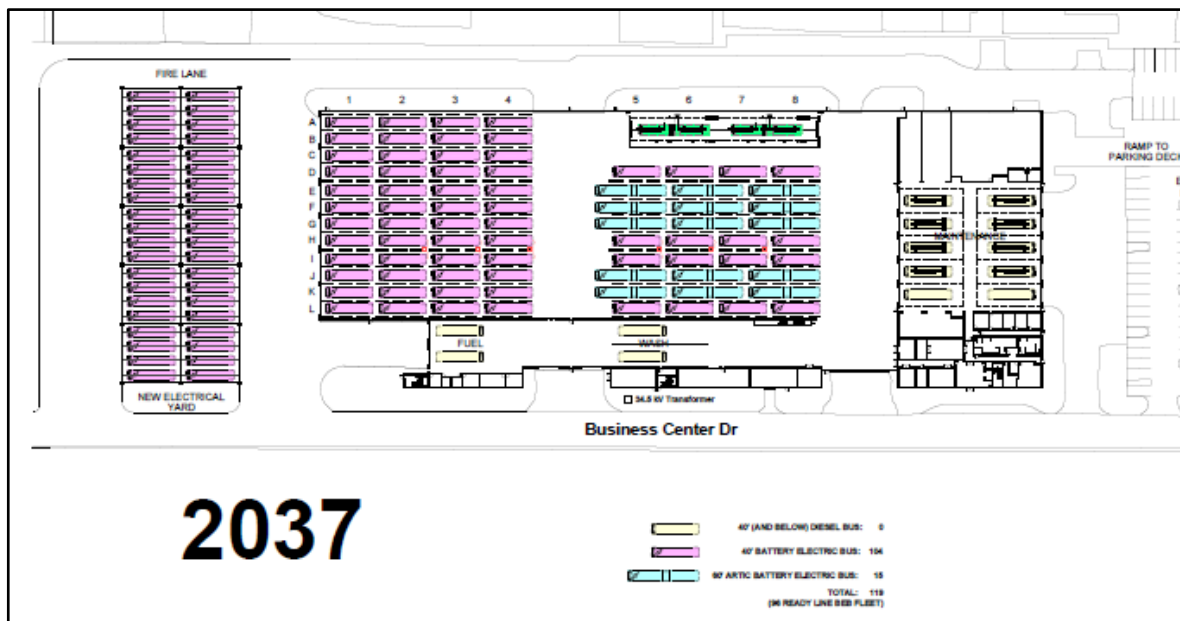 FIRE LANE
1 2 3 4 5 6 7 8
A
B
C
D
E
F
G
H
I
J
K
L
RAMP TO
PARKING DECK
E
MAINTENANCE
FUEL
WASH
NEW ELECTRICAL
YARD
34.5 kV Transformer
Business Center Dr
2037
40' (AND BELOW) DIESEL BUS: 0
40' BATTERY ELECTRIC BUS: 104
60' ARTIC BATTERY ELECTRIC BUS: 15
TOTAL: 119
(96 READY LINE BEB FLEET)